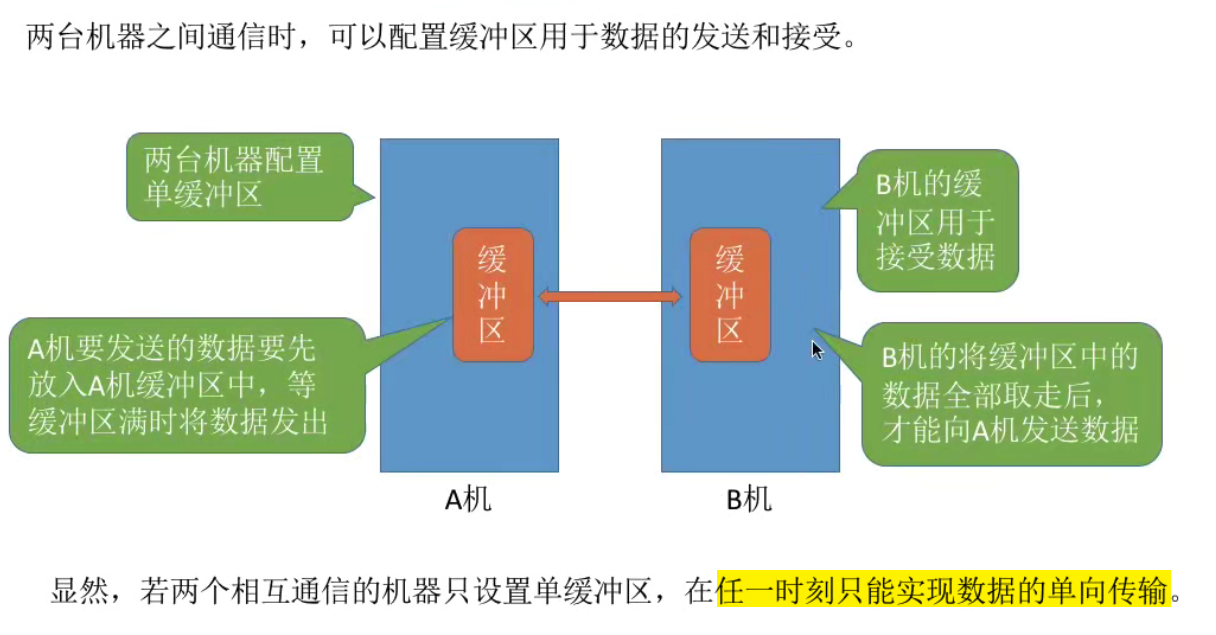 两台机器之间通信时，可以配置缓冲区用于数据的发送和接受。
两台机器配置
单缓冲区
B机的缓
冲区用于
接受数据
缓
冲
区
缓
冲
区
A机要发送的数据要先
放入A机缓冲区中，等
缓冲区满时将数据发出
B机的将缓冲区中的
数据全部取走后，
才能向A机发送数据
A机
B机
显然，若两个相互通信的机器只设置单缓冲区，在任一时刻只能实现数据的单向传输。